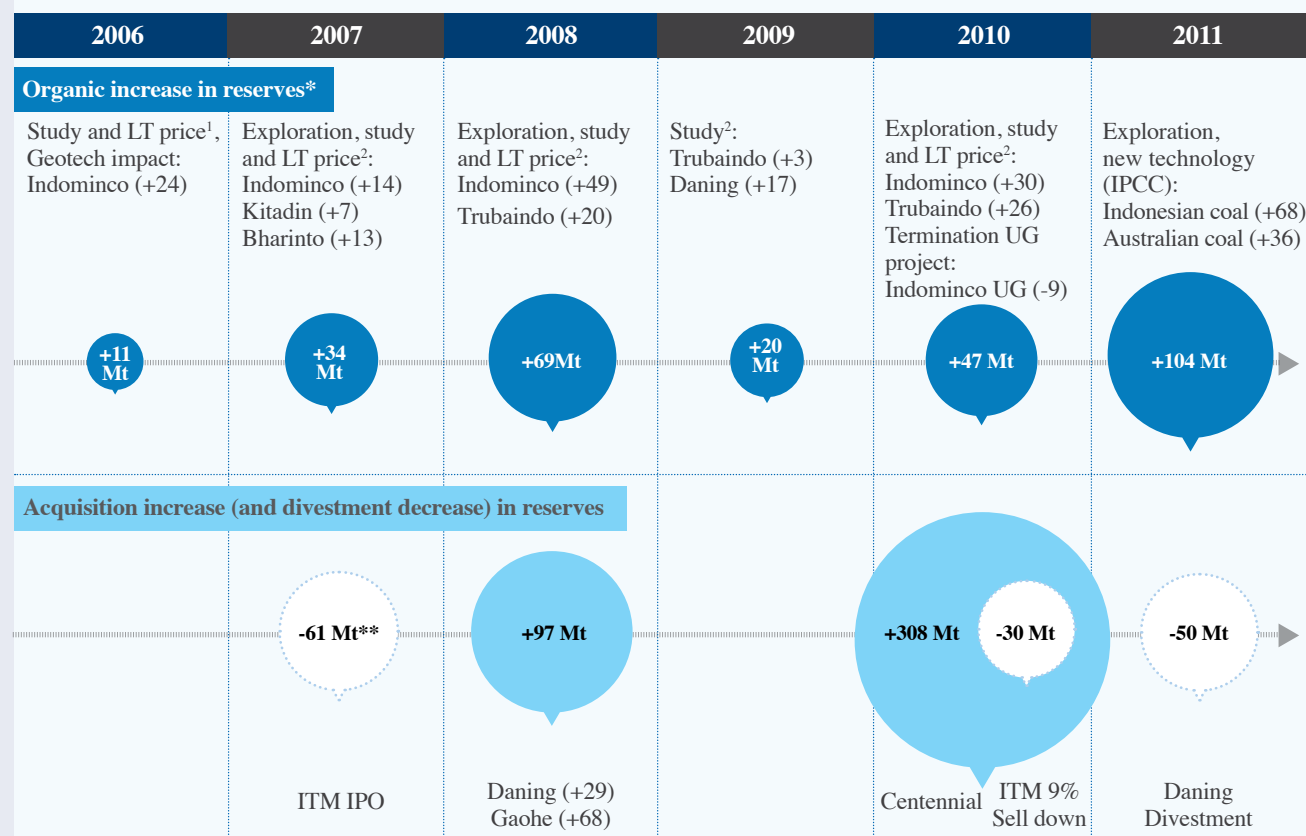 2006 2007 2008 2009 2010 2011
Organic increase in reserves*
Study and LT price¹,
Geotech impact:
Indominco (+24)
Exploration, study
and LT price²:
Indominco (+14)
Kitadin (+7)
Bharinto (+13)
Exploration, study
and LT price²:
Indominco (+49)
Trubaindo (+20)
Study²:
Trubaindo (+3)
Daning (+17)
Exploration, study
and LT price²:
Indominco (+30)
Trubaindo (+26)
Termination UG
project:
Indominco UG (-9)
Exploration,
new technology
(IPCC):
Indonesian coal (+68)
Australian coal (+36)
+11
Mt
+34
Mt
+69Mt
+20
Mt
+47 Mt
+104 Mt
Acquisition increase (and divestment decrease) in reserves
-61 Mt**
+97 Mt
+308 Mt
-30 Mt
-50 Mt
ITM IPO
Daning (+29)
Gaohe (+68)
Centennial
ITM 9%
Sell down
Daning
Divestment